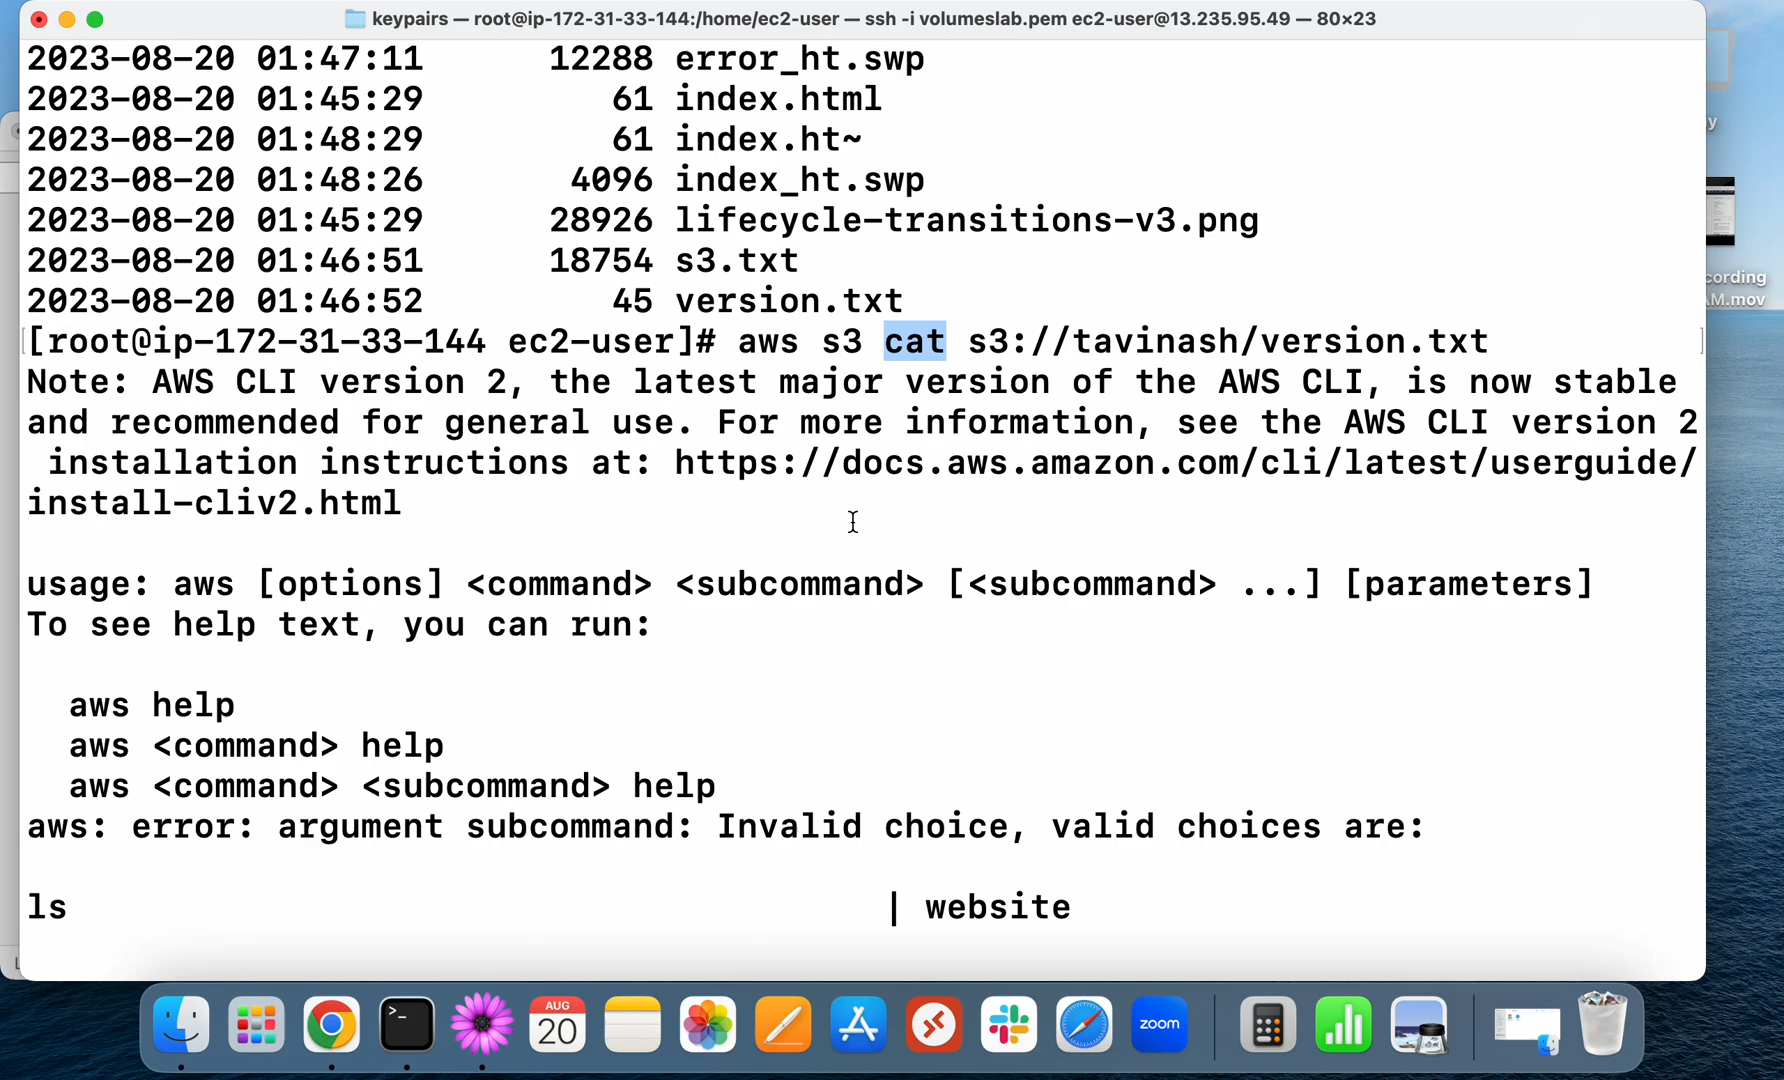 keypairs — root@ip-172-31-33-144:/home/ec2-user — ssh -i volumeslab.pem ec2-user@13.235.95.49 — 80×23
2023-08-20 01:47:11      12288 error_ht.swp
2023-08-20 01:45:29         61 index.html
2023-08-20 01:48:29         61 index.ht~
2023-08-20 01:48:26       4096 index_ht.swp
2023-08-20 01:45:29      28926 lifecycle-transitions-v3.png
2023-08-20 01:46:51      18754 s3.txt
2023-08-20 01:46:52         45 version.txt
[root@ip-172-31-33-144 ec2-user]# aws s3 cat s3://tavinash/version.txt
Note: AWS CLI version 2, the latest major version of the AWS CLI, is now stable
and recommended for general use. For more information, see the AWS CLI version 2
 installation instructions at: https://docs.aws.amazon.com/cli/latest/userguide/
install-cliv2.html
usage: aws [options] <command> <subcommand> [<subcommand> ...] [parameters]
To see help text, you can run:
  aws help
  aws <command> help
  aws <command> <subcommand> help
aws: error: argument subcommand: Invalid choice, valid choices are:
ls                                       | website
y
cording
AM.mov
AUG
20
zoom